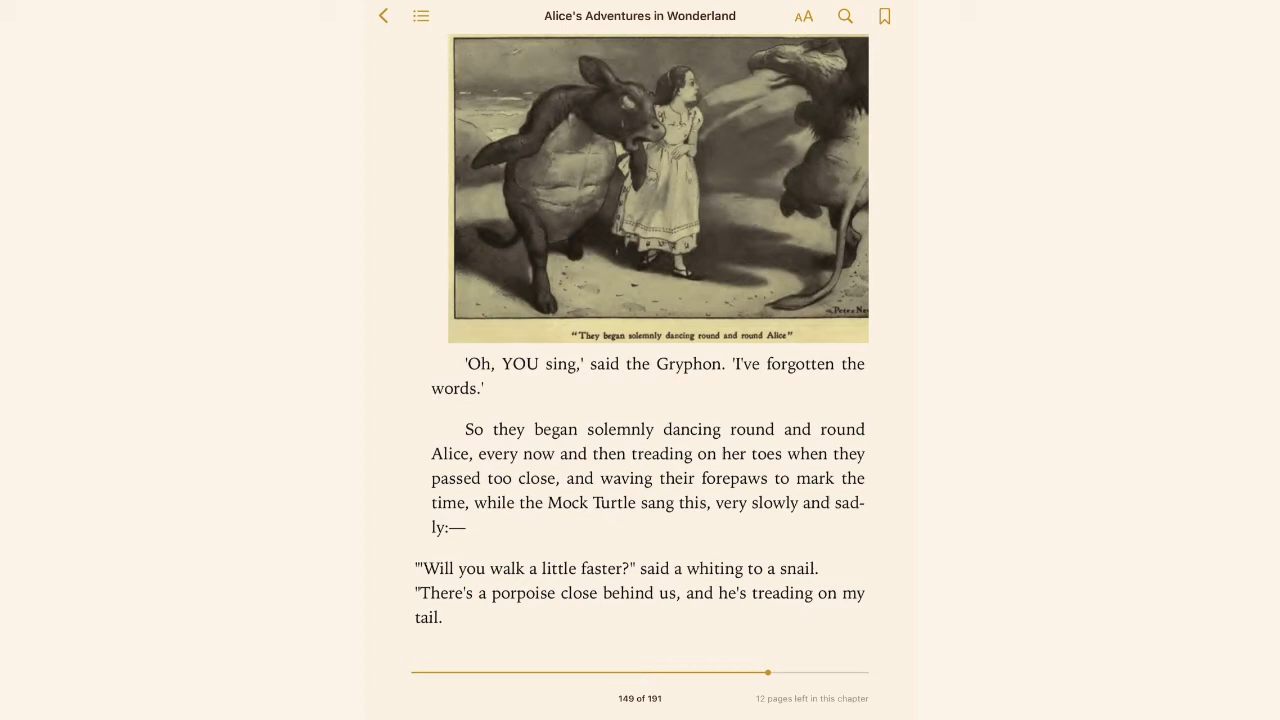 Alice's Adventures in Wonderland
AA
"They began solemnly dancing round and round Alice"
'Oh, YOU sing,' said the Gryphon. 'I've forgotten the
words.'
So they began solemnly dancing round and round
Alice, every now and then treading on her toes when they
passed too close, and waving their forepaws to mark the
time, while the Mock Turtle sang this, very slowly and sad-
ly:—
'"Will you walk a little faster?" said a whiting to a snail.
"There's a porpoise close behind us, and he's treading on my
tail.
149 of 191
12 pages left in this chapter